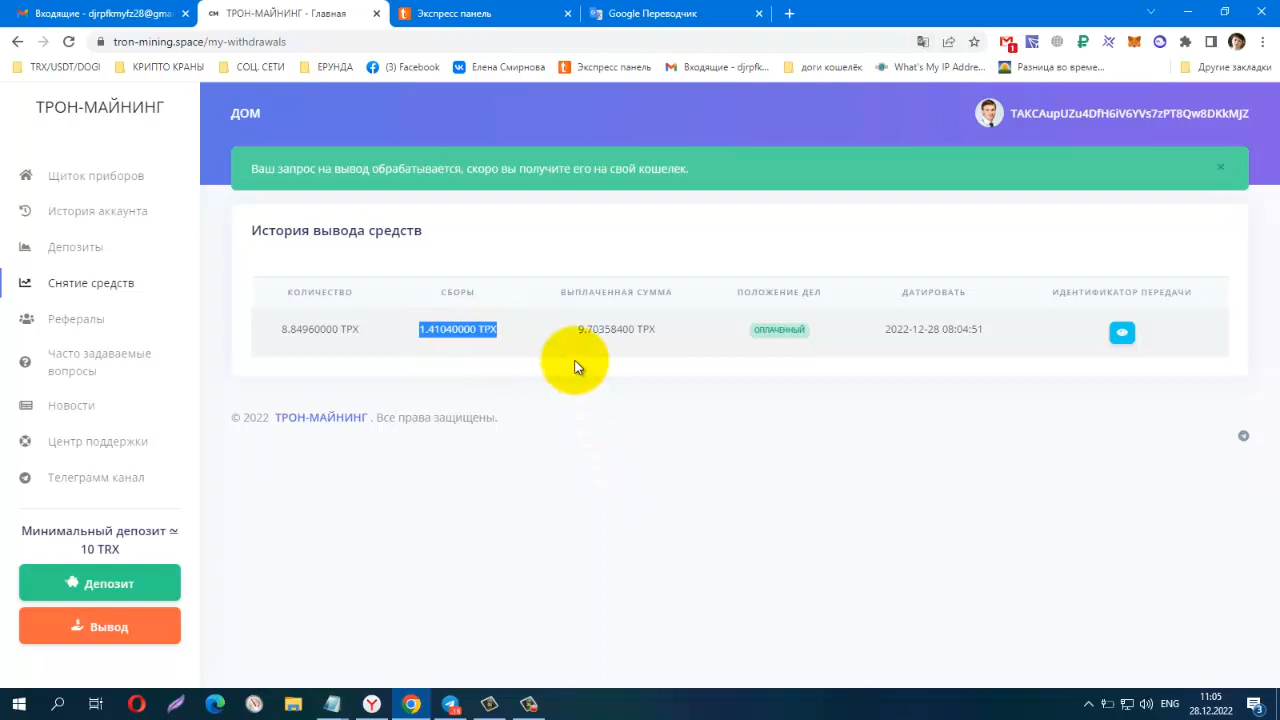 Входящие - djrpfkmyfz28@gma
ТРОН-МАЙНИНГ - Главная
Экспресс панель
Google Переводчик
tron-mining.space/my-withdrawals
1
TRX/USDT/DOGI
КРИПТО КРАНЫ
СОЦ. СЕТИ
ЕРУНДА
(3) Facebook
Елена Смирнова
Экспресс панель
Входящие - djrpfk...
доги кошелёк
What's My IP Addre...
Разница во време...
Другие закладки
ТРОН-МАЙНИНГ
ДОМ
TAKCAupUZu4DfH6iV6YVs7zPT8Qw8DKkMJZ
Ваш запрос на вывод обрабатывается, скоро вы получите его на свой кошелек.
Щиток приборов
История аккаунта
Депозиты
Снятие средств
Рефералы
Часто задаваемые
вопросы
Новости
Центр поддержки
Телеграмм канал
Минимальный депозит ≃
10 TRX
Депозит
Вывод
История вывода средств
КОЛИЧЕСТВО СБОРЫ ВЫПЛАЧЕННАЯ СУММА ПОЛОЖЕНИЕ ДЕЛ ДАТИРОВАТЬ ИДЕНТИФИКАТОР ПЕРЕДАЧИ
8.84960000 ТРХ 1.41040000 ТРХ 9.70358400 ТРХ ОПЛАЧЕННЫЙ 2022-12-28 08:04:51
© 2022 ТРОН-МАЙНИНГ . Все права защищены.
ENG
11:05
28.12.2022
3